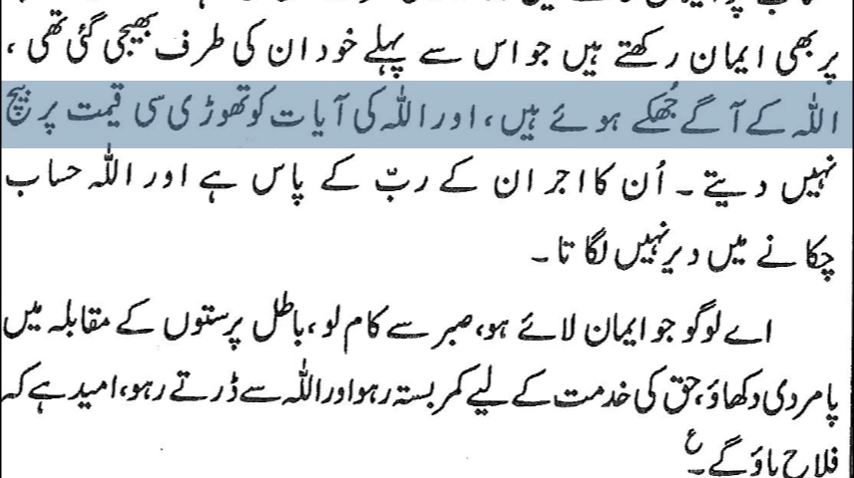 پر بھی ایمان رکھتے ہیں جو اس سے پہلے خود ان کی طرف بھیجی گئی تھی ،
اللہ کے آگے جُھکے ہوئے ہیں، اور اللہ کی آیات کو تھوڑی سی قیمت پر بیچ
نہیں دیتے ۔ اُن کا اجر ان کے ربّ کے پاس ہے اور اللہ حساب
چکانے میں دیر نہیں لگاتا ۔
اے لوگو جو ایمان لائے ہو، صبر سے کام لو، باطل پرستوں کے مقابلہ میں
پامردی دکھاؤ، حق کی خدمت کے لیے کمر بستہ رہو اور اللہ سے ڈرتے رہو، امید ہے کہ
فلاح پاؤ گے ۔ ع